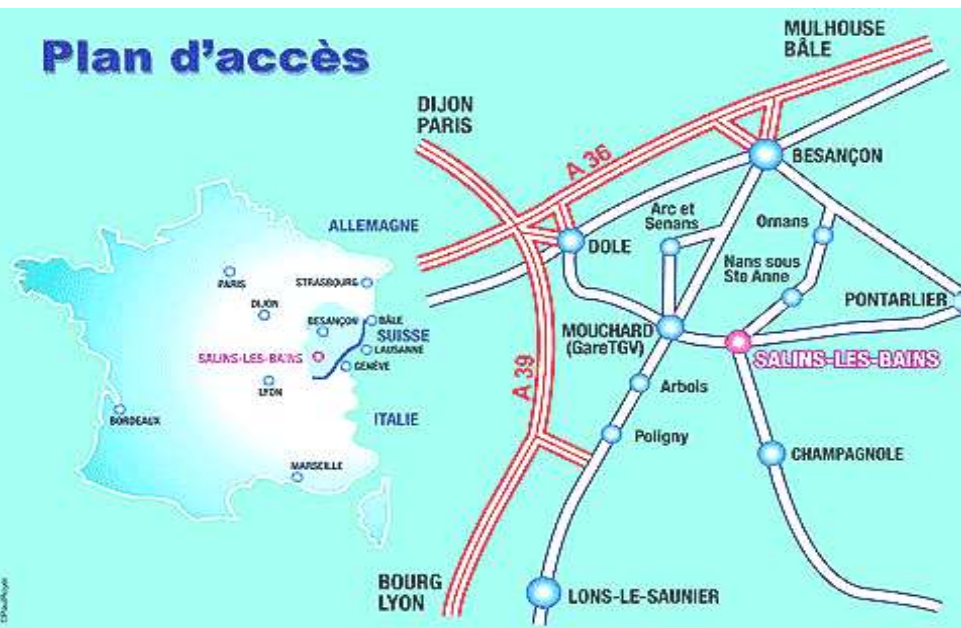 Plan d'accès
MULHOUSE
BÂLE
DIJON
PARIS
A 36
BESANÇON
Arc et
Senans
Ornans
DOLE
Nans sous
Ste Anne
PONTARLIER
MOUCHARD
(GareTGV)
SALINS-LES-BAINS
A 39
Arbois
Poligny
CHAMPAGNOLE
BOURG
LYON
LONS-LE-SAUNIER
ALLEMAGNE
PARIS
STRASBOURG
DIJON
BESANÇON
BÂLE
SUISSE
LAUSANNE
SALINS-LES-BAINS
GENÈVE
LYON
BORDEAUX
ITALIE
MARSEILLE